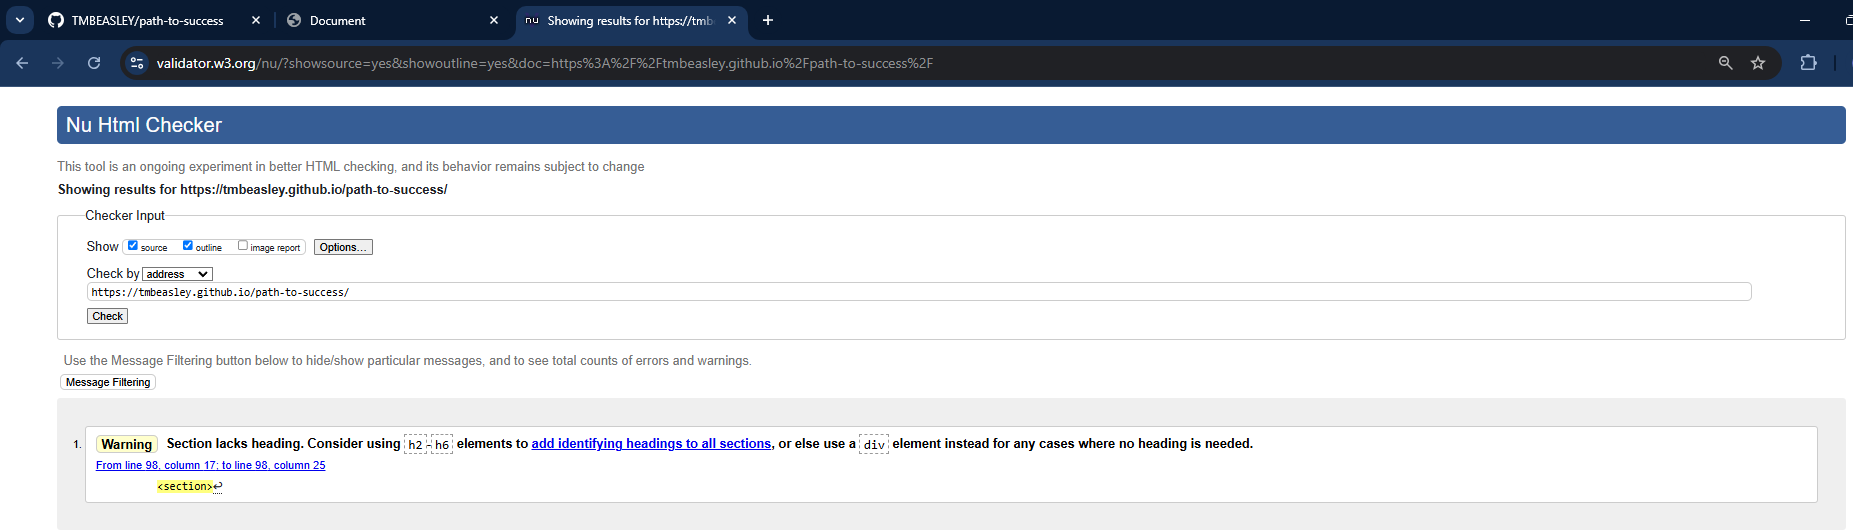 TMBEASLEY/path-to-success
Document
nu Showing results for https://tmb
validator.w3.org/nu/?showsource=yes&showoutline=yes&doc=https%3A%2F%2Ftmbeasley.github.io%2Fpath-to-success%2F
Nu Html Checker
This tool is an ongoing experiment in better HTML checking, and its behavior remains subject to change
Showing results for https://tmbeasley.github.io/path-to-success/
Checker Input
Show source outline image report Options...
Check by address
https://tmbeasley.github.io/path-to-success/
Check
Use the Message Filtering button below to hide/show particular messages, and to see total counts of errors and warnings.
Message Filtering
1. Warning Section lacks heading. Consider using h2-h6 elements to add identifying headings to all sections, or else use a div element instead for any cases where no heading is needed.
From line 98, column 17; to line 98, column 25
<section>↩